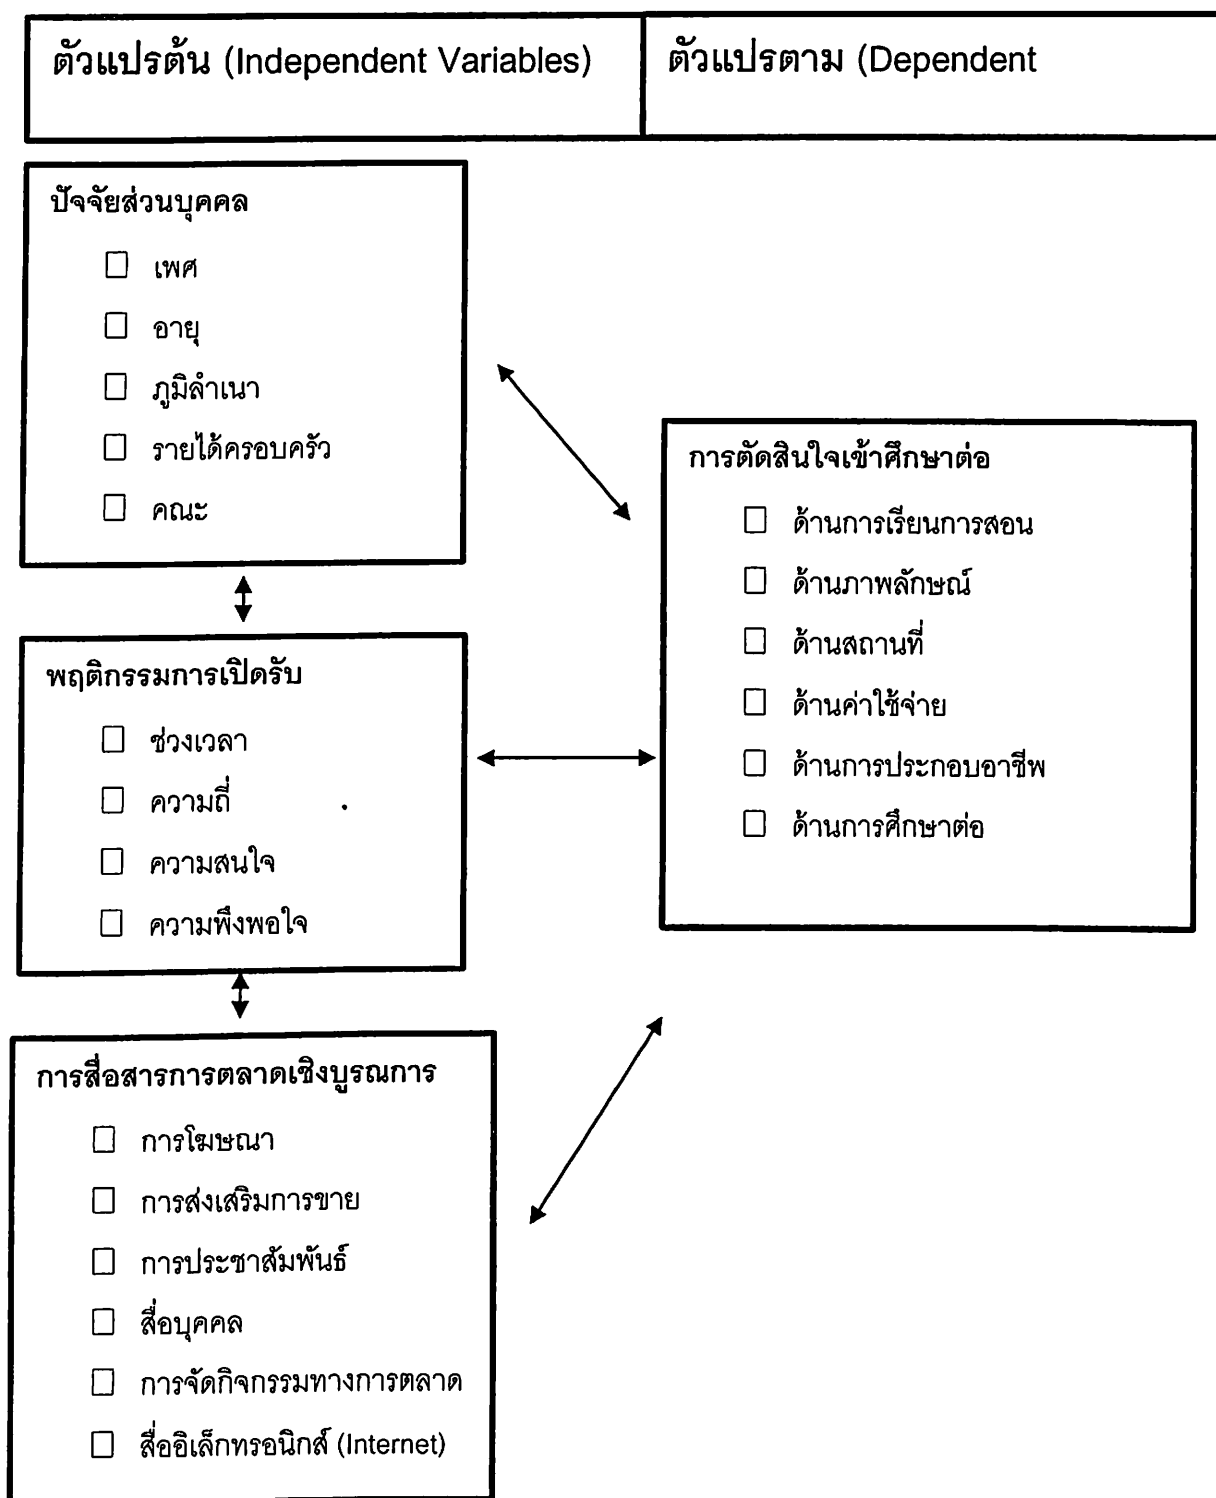 ตัวแปรต้น (Independent Variables)
ตัวแปรตาม (Dependent
ปัจจัยส่วนบุคคล
เพศ
อายุ
ภูมิลำเนา
รายได้ครอบครัว
คณะ
พฤติกรรมการเปิดรับ
ช่วงเวลา
ความถี่
ความสนใจ
ความพึงพอใจ
การสื่อสารการตลาดเชิงบูรณการ
การโฆษณา
การส่งเสริมการขาย
การประชาสัมพันธ์
สื่อบุคคล
การจัดกิจกรรมทางการตลาด
สื่ออิเล็กทรอนิกส์ (Internet)
การตัดสินใจเข้าศึกษาต่อ
ด้านการเรียนการสอน
ด้านภาพลักษณ์
ด้านสถานที่
ด้านค่าใช้จ่าย
ด้านการประกอบอาชีพ
ด้านการศึกษาต่อ